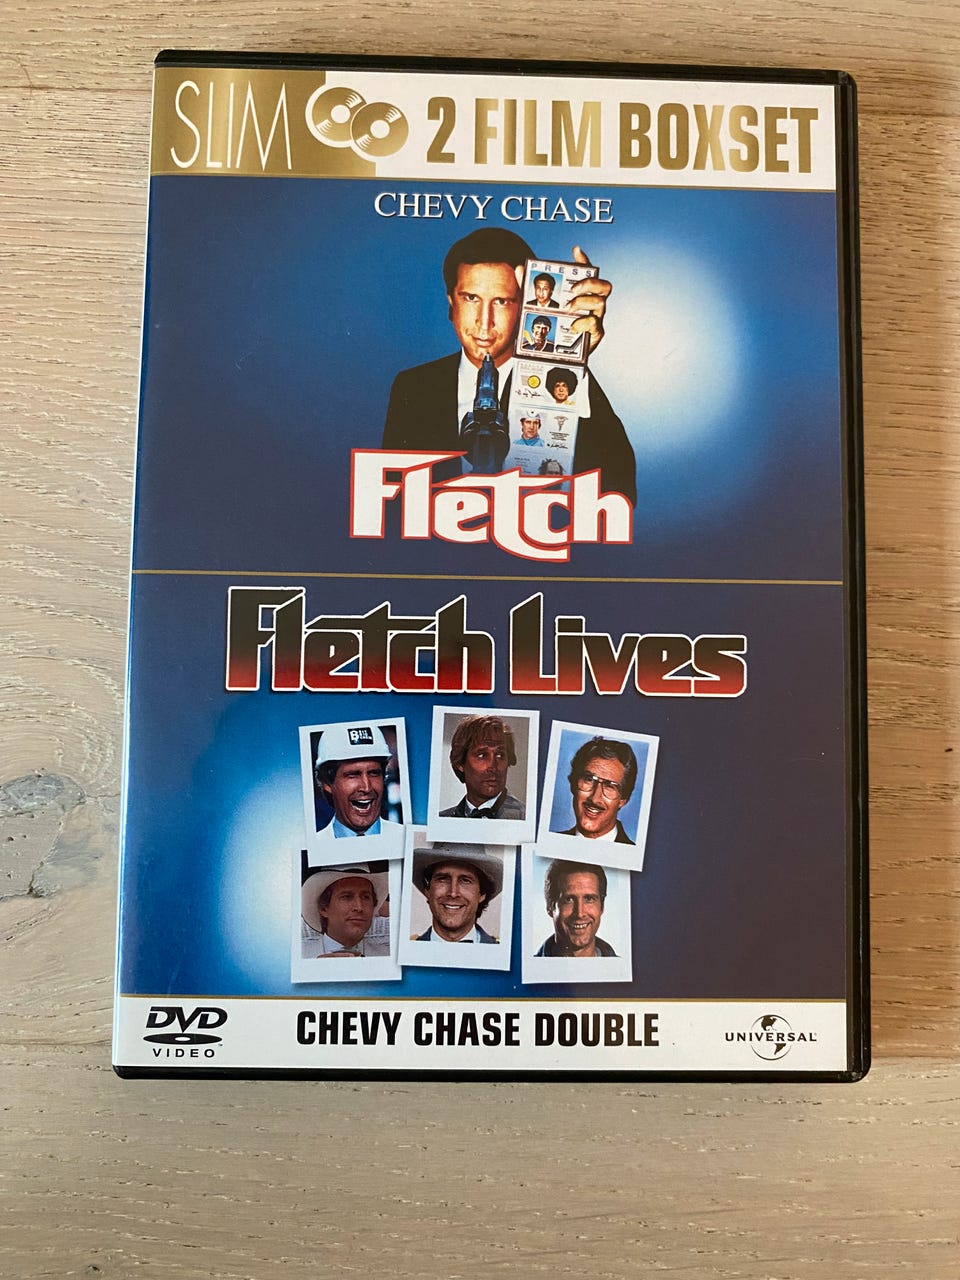 SLIM 2 FILM BOXSET
CHEVY CHASE
PRESS
Fletch
Fletch Lives
CHEVY CHASE DOUBLE
DVD
VIDEO
UNIVERSAL